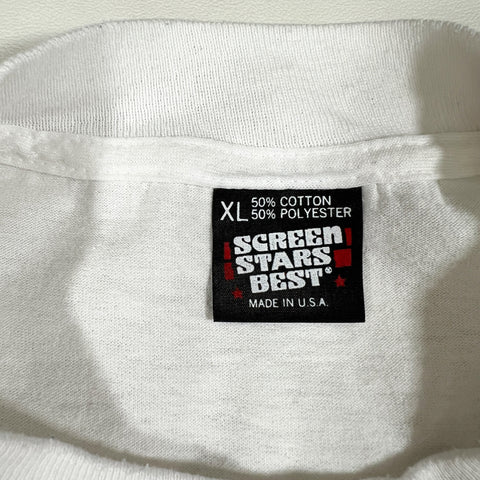 XL 50% COTTON
50% POLYESTER
SCREEN
STARS
BEST®
MADE IN U.S.A.